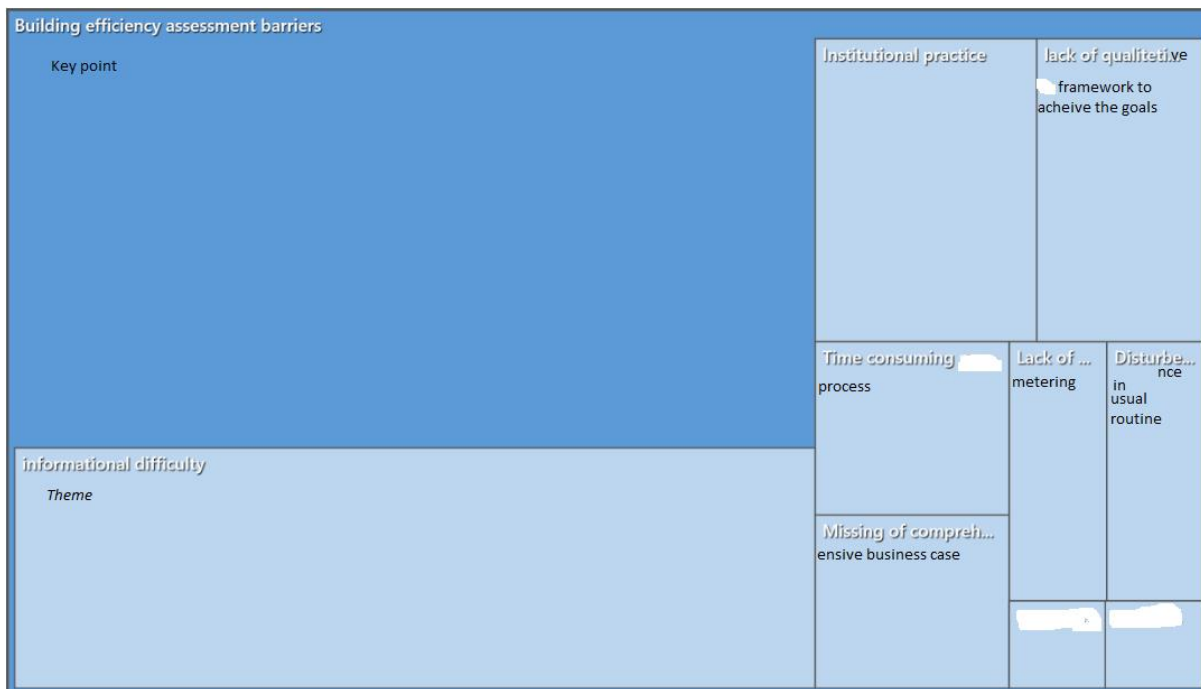 Building efficiency assessment barriers
Key point
Institutional practice
lack of qualitetive
framework to
acheive the goals
Time consuming
process
Lack of ...
metering
Disturbe...
nce
in
usual
routine
informational difficulty
Theme
Missing of compreh...
ensive business case